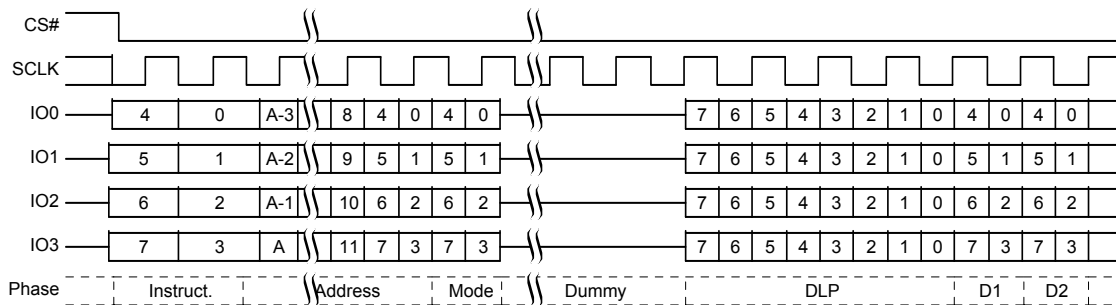 CS#
SCLK
IO0 4 0 A-3 8 4 0 4 0 7 6 5 4 3 2 1 0 4 0 4 0
IO1 5 1 A-2 9 5 1 5 1 7 6 5 4 3 2 1 0 5 1 5 1
IO2 6 2 A-1 10 6 2 6 2 7 6 5 4 3 2 1 0 6 2 6 2
IO3 7 3 A 11 7 3 7 3 7 6 5 4 3 2 1 0 7 3 7 3
Phase Instruct. Address Mode Dummy DLP D1 D2